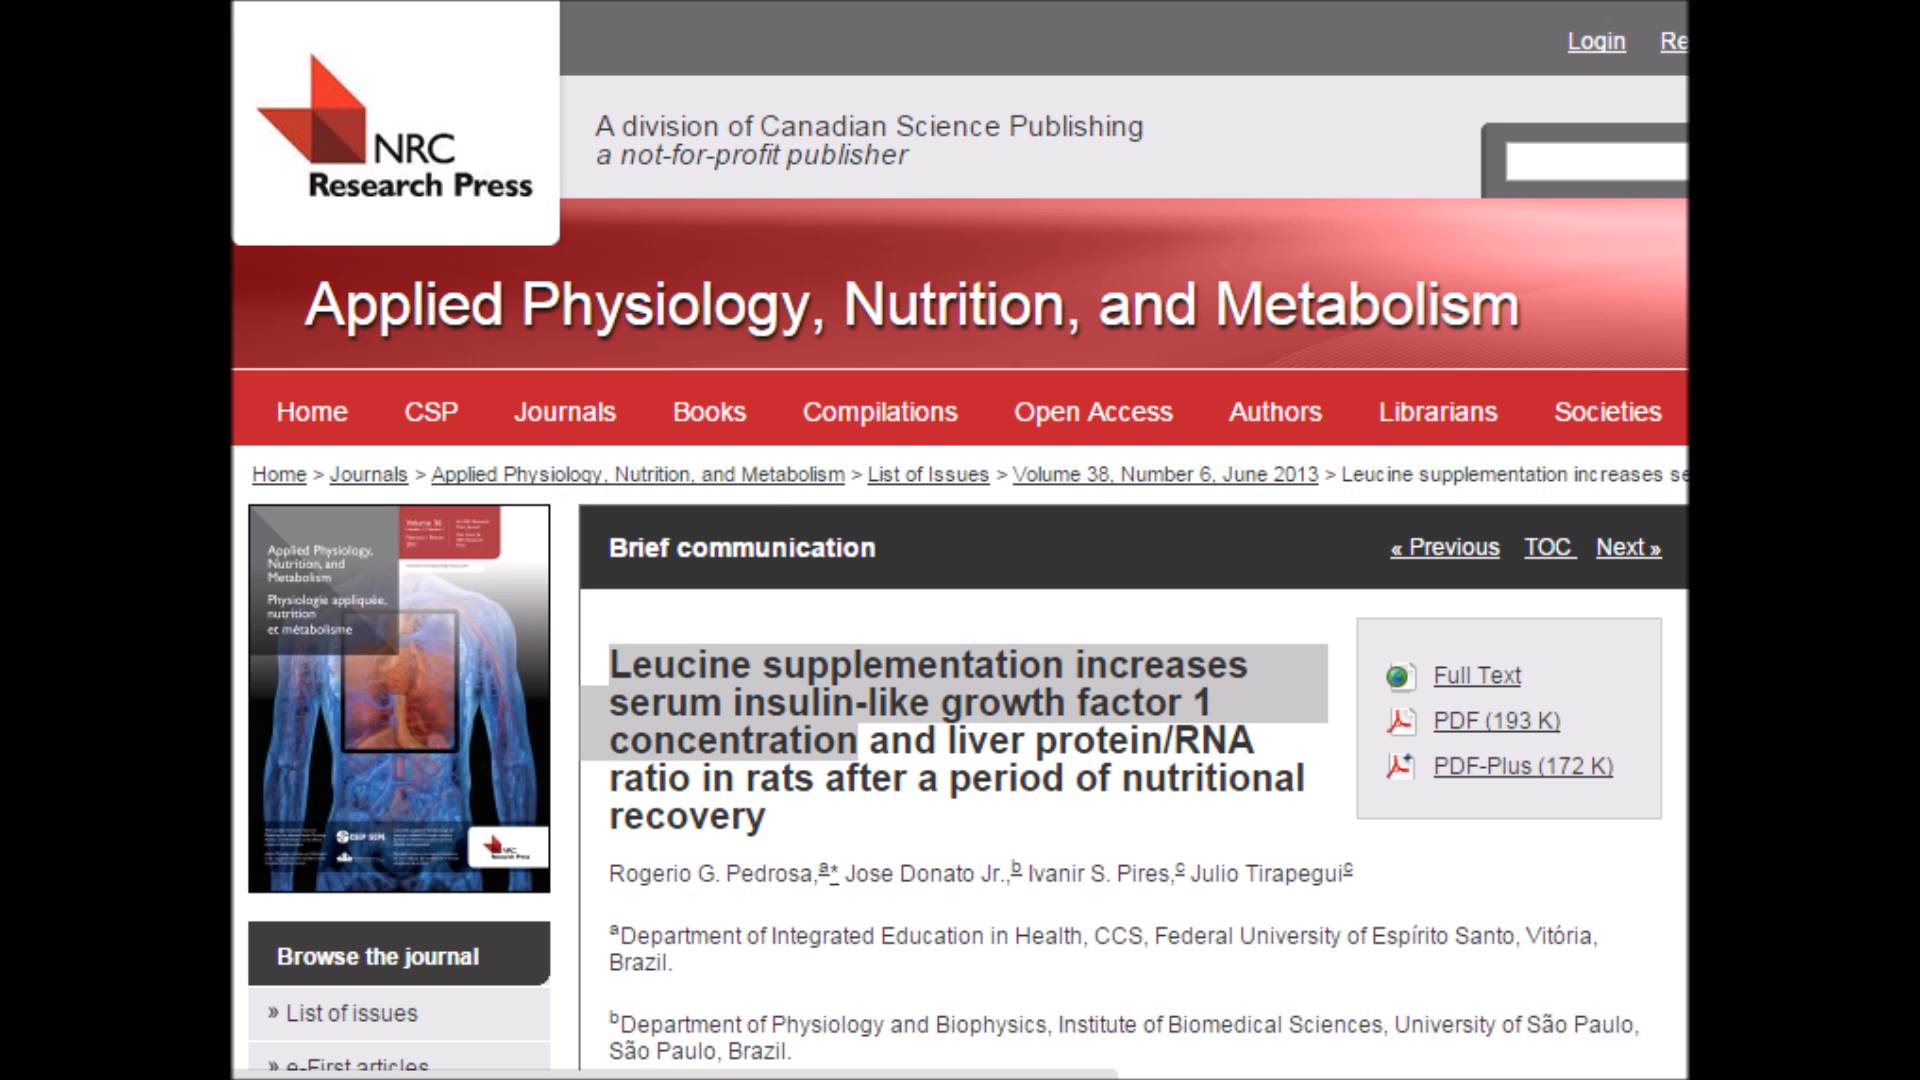 Login Re
NRC
Research Press
A division of Canadian Science Publishing
a not-for-profit publisher
Applied Physiology, Nutrition, and Metabolism
Home CSP Journals Books Compilations Open Access Authors Librarians Societies
Home > Journals > Applied Physiology, Nutrition, and Metabolism > List of Issues > Volume 38, Number 6, June 2013 > Leucine supplementation increases se
Applied Physiology,
Nutrition, and
Metabolism
Physiologie appliquée,
nutrition
et métabolisme
Volume 36
NRC
Research Press
Browse the journal
» List of issues
» e-First articles
Brief communication
« Previous TOC Next »
Leucine supplementation increases
serum insulin-like growth factor 1
concentration and liver protein/RNA
ratio in rats after a period of nutritional
recovery
Full Text
PDF (193 K)
PDF-Plus (172 K)
Rogerio G. Pedrosa,a* Jose Donato Jr.,b Ivanir S. Pires,c Julio Tirapeguic
aDepartment of Integrated Education in Health, CCS, Federal University of Espírito Santo, Vitória,
Brazil.
bDepartment of Physiology and Biophysics, Institute of Biomedical Sciences, University of São Paulo,
São Paulo, Brazil.